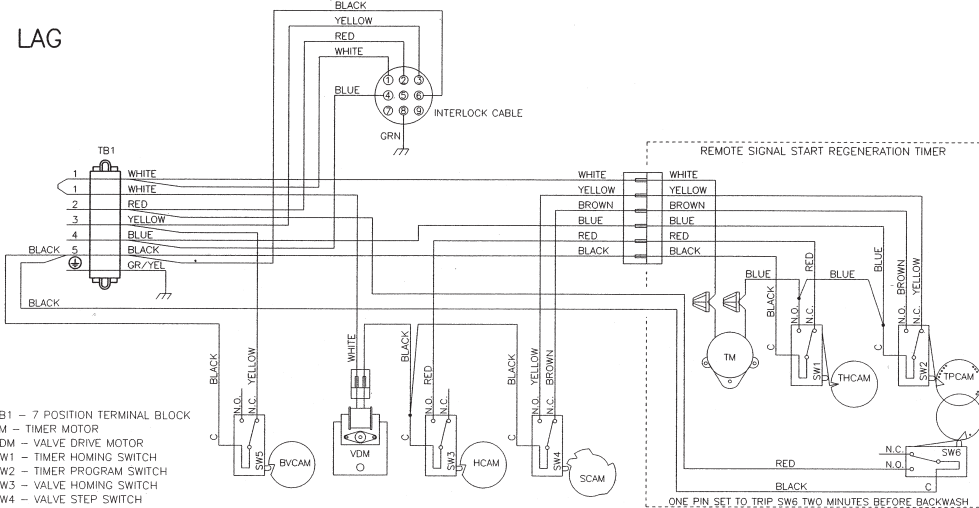 LAG
BLACK
YELLOW
RED
WHITE
BLUE
1 2 3
4 5 6
7 8 9
INTERLOCK CABLE
GRN
TB1
1 WHITE
1 WHITE
2 RED
3 YELLOW
4 BLUE
BLACK 5 BLACK
GR/YEL
BLACK
REMOTE SIGNAL START REGENERATION TIMER
WHITE WHITE
YELLOW YELLOW
BROWN BROWN
BLUE BLUE
RED RED
BLACK BLACK
BLUE
BLACK
RED
BLUE
BLUE
BROWN
YELLOW
N.O.
N.C.
C
SW1
THCAM
TM
N.O.
N.C.
C
SW2
TPCAM
BLACK
YELLOW
N.O.
N.C.
C
SW5
BVCAM
WHITE
VDM
BLACK
RED
N.O.
N.C.
C
SW3
HCAM
BLACK
YELLOW
BROWN
N.O.
N.C.
C
SW4
SCAM
N.C.
N.O.
SW6
RED
C
BLACK
ONE PIN SET TO TRIP SW6 TWO MINUTES BEFORE BACKWASH
B1 – 7 POSITION TERMINAL BLOCK
M – TIMER MOTOR
DM – VALVE DRIVE MOTOR
W1 – TIMER HOMING SWITCH
W2 – TIMER PROGRAM SWITCH
W3 – VALVE HOMING SWITCH
W4 – VALVE STEP SWITCH